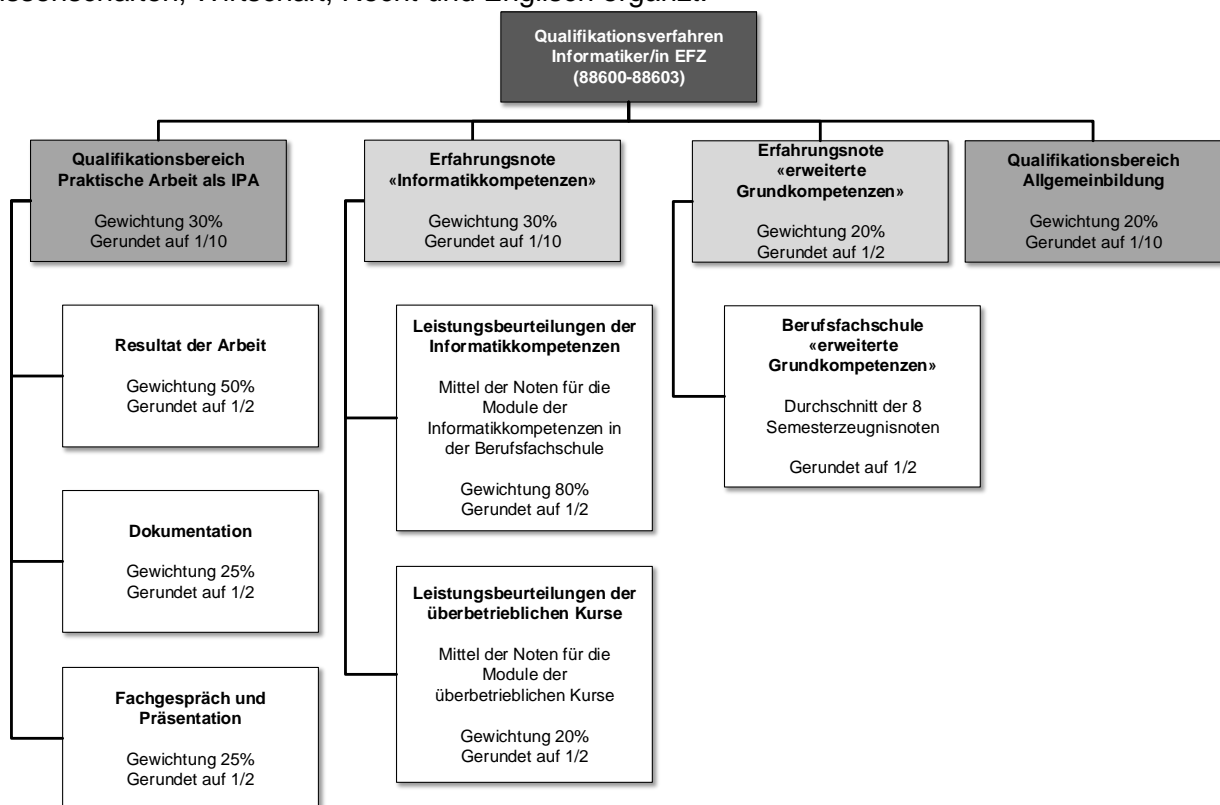 Wirtschaft, Recht und Englisch ergänzt.
Qualifikationsverfahren
Informatiker/in EFZ
(88600-88603)
Qualifikationsbereich
Praktische Arbeit als IPA
Gewichtung 30%
Gerundet auf 1/10
Erfahrungsnote
«Informatikkompetenzen»
Gewichtung 30%
Gerundet auf 1/10
Erfahrungsnote
«erweiterte
Grundkompetenzen»
Gewichtung 20%
Gerundet auf 1/2
Qualifikationsbereich
Allgemeinbildung
Gewichtung 20%
Gerundet auf 1/10
Resultat der Arbeit
Gewichtung 50%
Gerundet auf 1/2
Dokumentation
Gewichtung 25%
Gerundet auf 1/2
Fachgespräch und
Präsentation
Gewichtung 25%
Gerundet auf 1/2
Leistungsbeurteilungen der
Informatikkompetenzen
Mittel der Noten für die
Module der
Informatikkompetenzen in
der Berufsfachschule
Gewichtung 80%
Gerundet auf 1/2
Leistungsbeurteilungen der
überbetrieblichen Kurse
Mittel der Noten für die
Module der
überbetrieblichen Kurse
Gewichtung 20%
Gerundet auf 1/2
Berufsfachschule
«erweiterte
Grundkompetenzen»
Durchschnitt der 8
Semesterzeugnisnoten
Gerundet auf 1/2